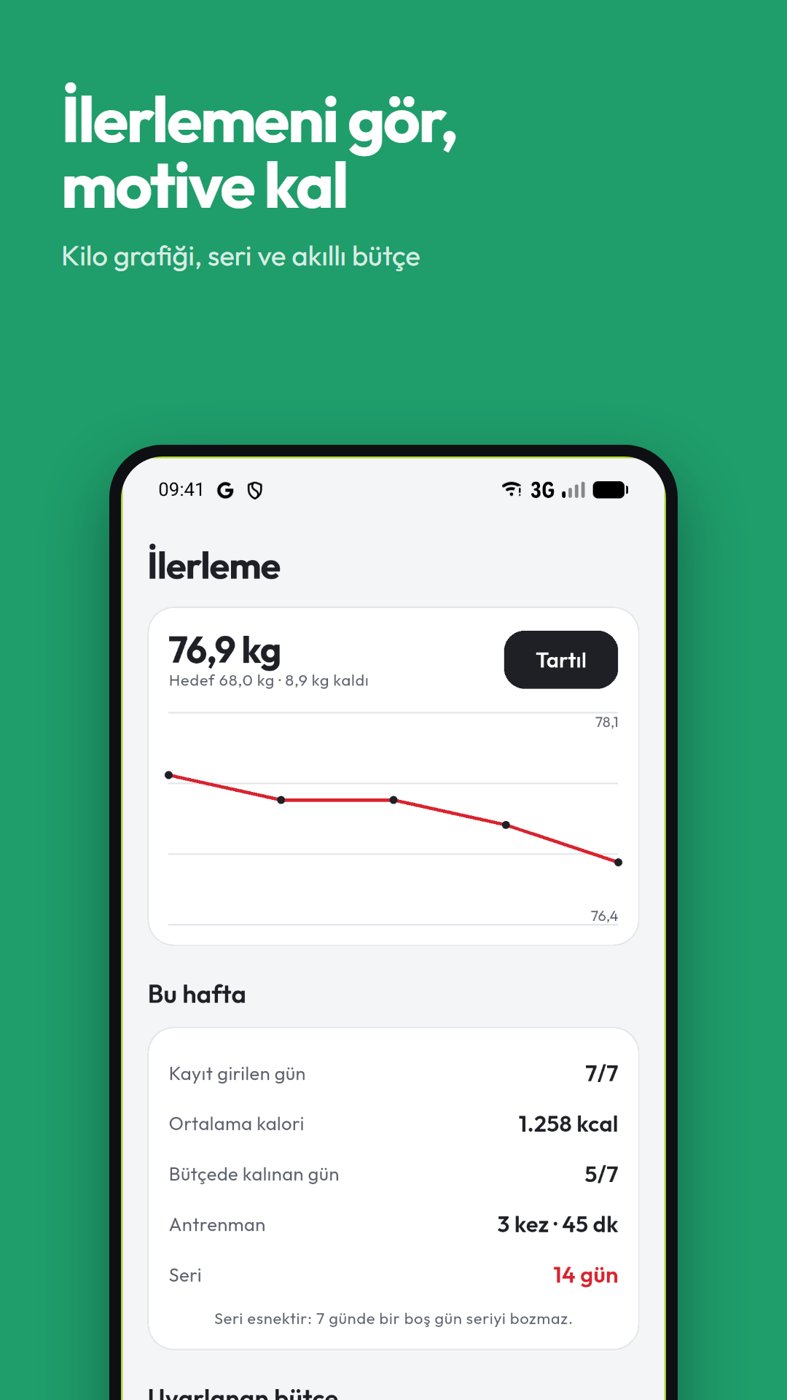 İlerlemeni gör,
motive kal
Kilo grafiği, seri ve akıllı bütçe
09:41 G 3G
İlerleme
76,9 kg
Hedef 68,0 kg · 8,9 kg kaldı
Tartıl
78,1
76,4
Bu hafta
Kayıt girilen gün 7/7
Ortalama kalori 1.258 kcal
Bütçede kalınan gün 5/7
Antrenman 3 kez · 45 dk
Seri 14 gün
Seri esnektir: 7 günde bir boş gün seriyi bozmaz.
Uyarlanan bütçe